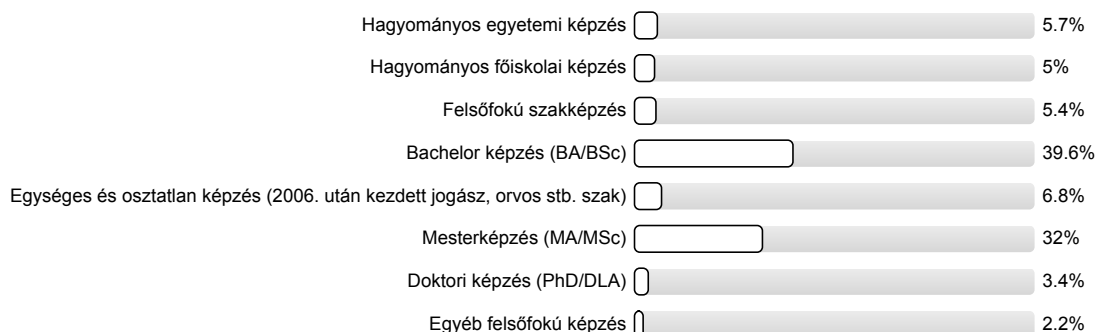 Hagyományos egyetemi képzés 5.7%
Hagyományos főiskolai képzés 5%
Felsőfokú szakképzés 5.4%
Bachelor képzés (BA/BSc) 39.6%
Egységes és osztatlan képzés (2006. után kezdett jogász, orvos stb. szak) 6.8%
Mesterképzés (MA/MSc) 32%
Doktori képzés (PhD/DLA) 3.4%
Egyéb felsőfokú képzés 2.2%